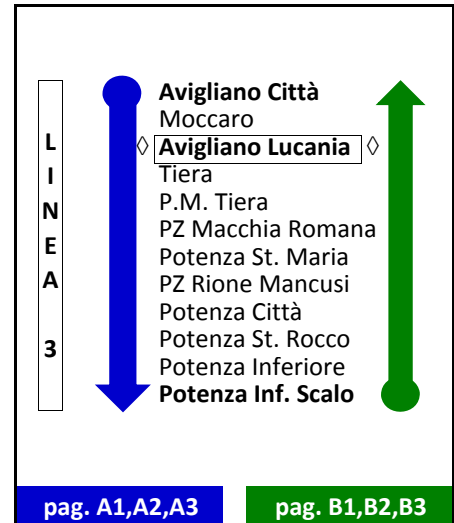 LINEA 3
Avigliano Città
Moccaro
◊ Avigliano Lucania ◊
Tiera
P.M. Tiera
PZ Macchia Romana
Potenza St. Maria
PZ Rione Mancusi
Potenza Città
Potenza St. Rocco
Potenza Inferiore
Potenza Inf. Scalo
pag. A1,A2,A3
pag. B1,B2,B3